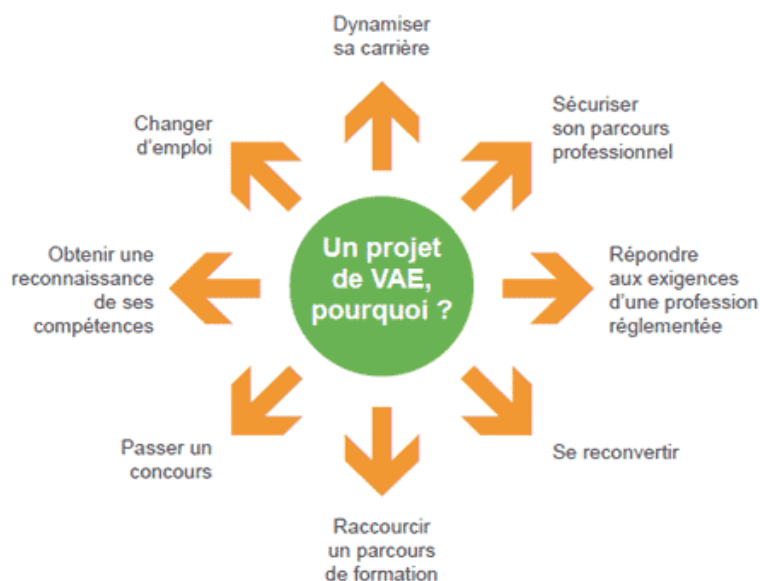 Dynamiser
sa carrière
Sécuriser
son parcours
professionnel
Répondre
aux exigences
d'une profession
réglementée
Se reconvertir
Raccourcir
un parcours
de formation
Passer un
concours
Obtenir une
reconnaissance
de ses
compétences
Changer
d'emploi
Un projet
de VAE,
pourquoi ?